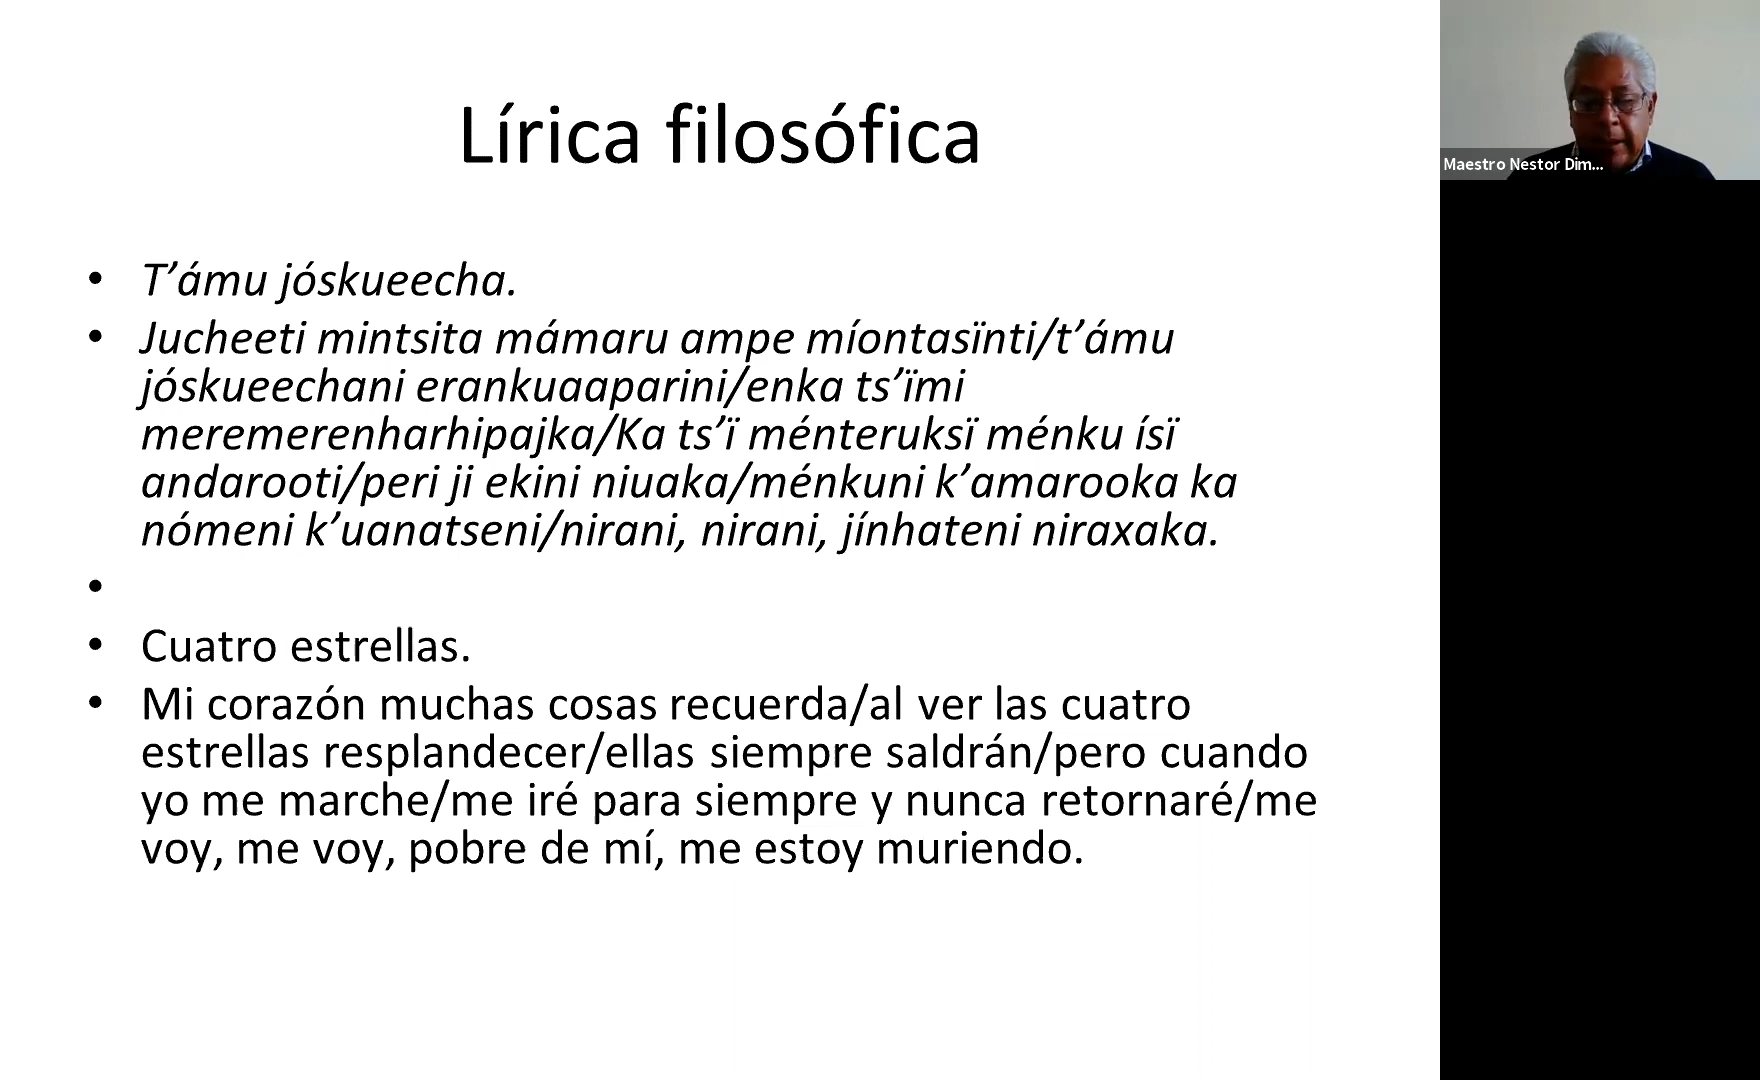 Lírica filosófica
Maestro Nestor Dim...
• T’ámu jóskueecha.
• Jucheeti mintsita mámaru ampe míontasïnti/t’ámu
jóskueechani erankuaaparini/enka ts’ïmi
meremerenharhipajka/Ka ts’ï ménteruksï ménku ísï
andarooti/peri ji ekini niuaka/ménkuni k’amarooka ka
nómeni k’uanatseni/nirani, nirani, jínhateni niraxaka.
•
• Cuatro estrellas.
• Mi corazón muchas cosas recuerda/al ver las cuatro
estrellas resplandecer/ellas siempre saldrán/pero cuando
yo me marche/me iré para siempre y nunca retornaré/me
voy, me voy, pobre de mí, me estoy muriendo.